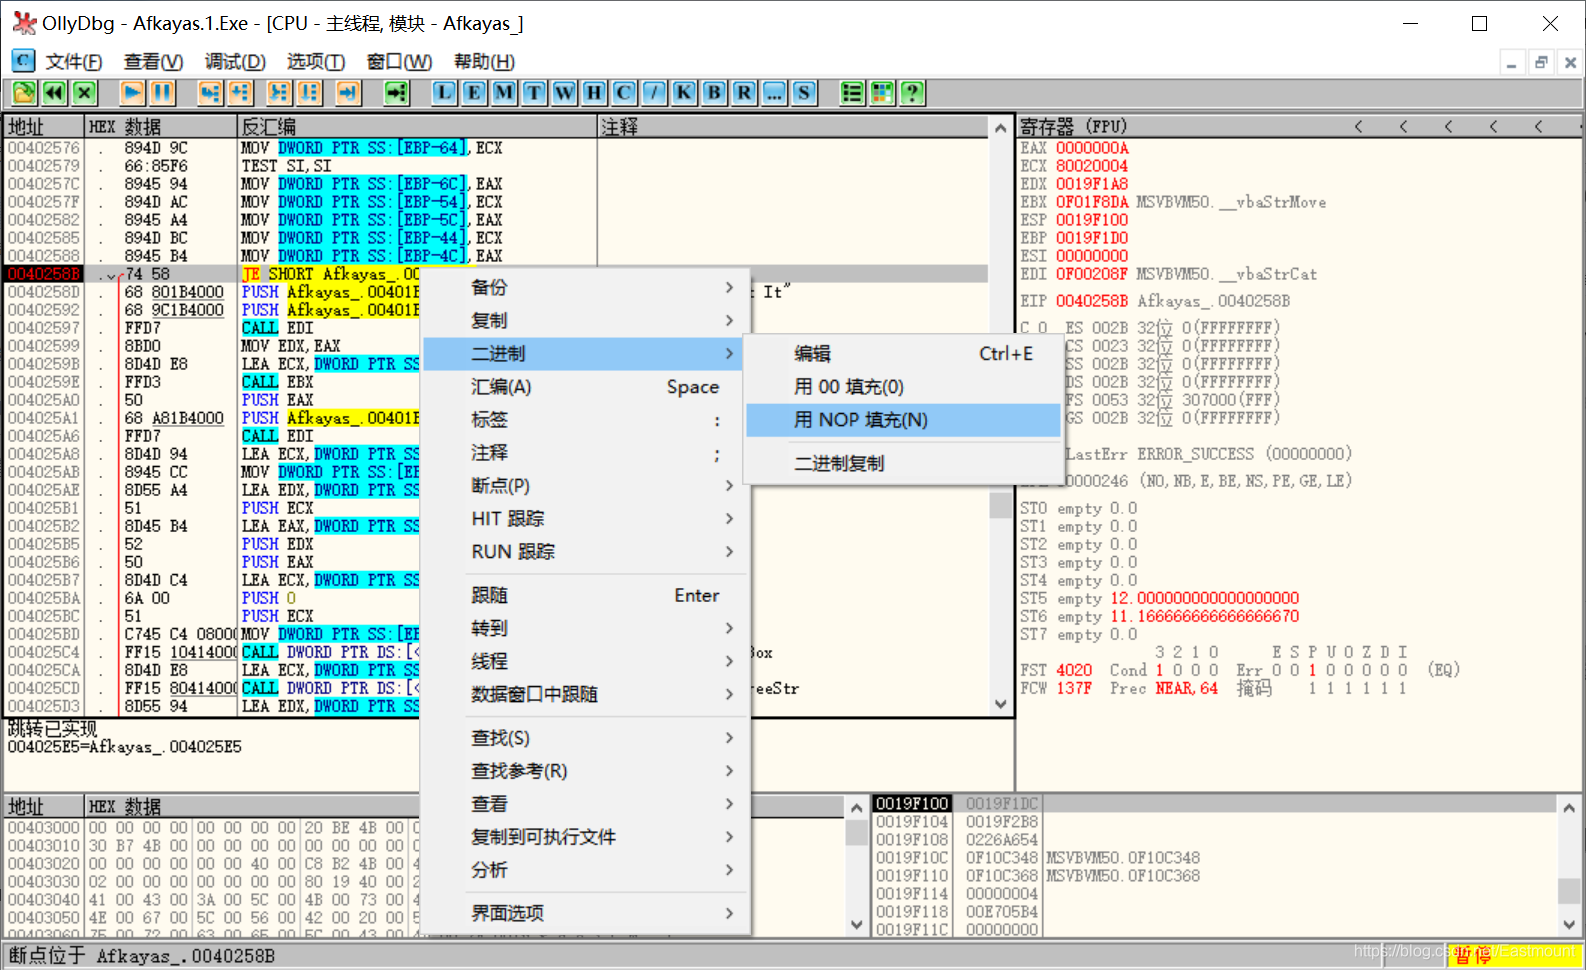 OllyDbg - Afkayas.1.Exe - [CPU - 主线程, 模块 - Afkayas_]
文件(F) 查看(V) 调试(D) 选项(T) 窗口(W) 帮助(H)
L E M T W H C / K B R ... S ?
地址 HEX 数据 反汇编 注释
00402576 . 894D 9C MOV DWORD PTR SS:[EBP-64],ECX
00402579 . 66:85F6 TEST SI,SI
0040257C . 8945 94 MOV DWORD PTR SS:[EBP-6C],EAX
0040257F . 894D AC MOV DWORD PTR SS:[EBP-54],ECX
00402582 . 8945 A4 MOV DWORD PTR SS:[EBP-5C],EAX
00402585 . 894D BC MOV DWORD PTR SS:[EBP-44],ECX
00402588 . 8945 B4 MOV DWORD PTR SS:[EBP-4C],EAX
0040258B . 74 58 JE SHORT Afkayas_.00
0040258D . 68 801B4000 PUSH Afkayas_.00401B It"
00402592 . 68 9C1B4000 PUSH Afkayas_.00401B
00402597 . FFD7 CALL EDI
00402599 . 8BD0 MOV EDX,EAX
0040259B . 8D4D E8 LEA ECX,DWORD PTR SS
0040259E . FFD3 CALL EBX
004025A0 . 50 PUSH EAX
004025A1 . 68 A81B4000 PUSH Afkayas_.00401B
004025A6 . FFD7 CALL EDI
004025A8 . 8D4D 94 LEA ECX,DWORD PTR SS
004025AB . 8945 CC MOV DWORD PTR SS:[EB
004025AE . 8D55 A4 LEA EDX,DWORD PTR SS
004025B1 . 51 PUSH ECX
004025B2 . 8D45 B4 LEA EAX,DWORD PTR SS
004025B5 . 52 PUSH EDX
004025B6 . 50 PUSH EAX
004025B7 . 8D4D C4 LEA ECX,DWORD PTR SS
004025BA . 6A 00 PUSH 0
004025BC . 51 PUSH ECX
004025BD . C745 C4 0800 MOV DWORD PTR SS:[EB
004025C4 . FF15 10414000 CALL DWORD PTR DS:[< Box
004025CA . 8D4D E8 LEA ECX,DWORD PTR SS
004025CD . FF15 80414000 CALL DWORD PTR DS:[< eeStr
004025D3 . 8D55 94 LEA EDX,DWORD PTR SS
跳转已实现
004025E5=Afkayas_.004025E5
备份
复制
二进制
汇编(A) Space
标签 :
注释 ;
断点(P)
HIT 跟踪
RUN 跟踪
跟随 Enter
转到
线程
数据窗口中跟随
查找(S)
查找参考(R)
查看
复制到可执行文件
分析
界面选项
编辑 Ctrl+E
用 00 填充(0)
用 NOP 填充(N)
二进制复制
寄存器 (FPU) < < < < <
EAX 0000000A
ECX 80020004
EDX 0019F1A8
EBX 0F01F8DA MSVBVM50.__vbaStrMove
ESP 0019F100
EBP 0019F1D0
ESI 00000000
EDI 0F00208F MSVBVM50.__vbaStrCat
EIP 0040258B Afkayas_.0040258B
C 0 ES 002B 32位 0(FFFFFFFF)
CS 0023 32位 0(FFFFFFFF)
SS 002B 32位 0(FFFFFFFF)
DS 002B 32位 0(FFFFFFFF)
FS 0053 32位 307000(FFF)
GS 002B 32位 0(FFFFFFFF)
LastErr ERROR_SUCCESS (00000000)
00000246 (NO,NB,E,BE,NS,PE,GE,LE)
ST0 empty 0.0
ST1 empty 0.0
ST2 empty 0.0
ST3 empty 0.0
ST4 empty 0.0
ST5 empty 12.000000000000000000
ST6 empty 11.166666666666666670
ST7 empty 0.0
3 2 1 0 E S P U O Z D I
FST 4020 Cond 1 0 0 0 Err 0 0 1 0 0 0 0 0 (EQ)
FCW 137F Prec NEAR,64 掩码 1 1 1 1 1 1
地址 HEX 数据
00403000 00 00 00 00 00 00 00 00 20 BE 4B 00
00403010 30 B7 4B 00 00 00 00 00 00 00 00 00
00403020 00 00 00 00 00 00 40 00 C8 B2 4B 00
00403030 02 00 00 00 00 00 00 00 80 19 40 00
00403040 41 00 43 00 3A 00 5C 00 4B 00 73 00
00403050 4E 00 67 00 5C 00 56 00 42 00 20 00
00403060 75 00 72 00 63 00 65 00 5C 00 43 00
0019F100 0019F1DC
0019F104 0019F2B8
0019F108 0226A654
0019F10C 0F10C348 MSVBVM50.0F10C348
0019F110 0F10C368 MSVBVM50.0F10C368
0019F114 00000004
0019F118 00E705B4
0019F11C 00000000
断点位于 Afkayas_.0040258B
暂停
https://blog.csdn.net/Eastmount